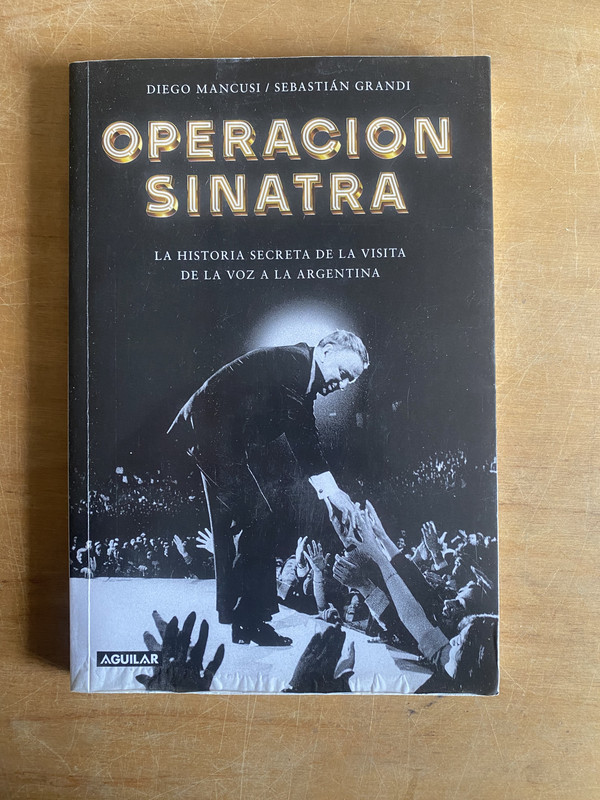 DIEGO MANCUSI / SEBASTIÁN GRANDI
OPERACION
SINATRA
LA HISTORIA SECRETA DE LA VISITA
DE LA VOZ A LA ARGENTINA
AGUILAR